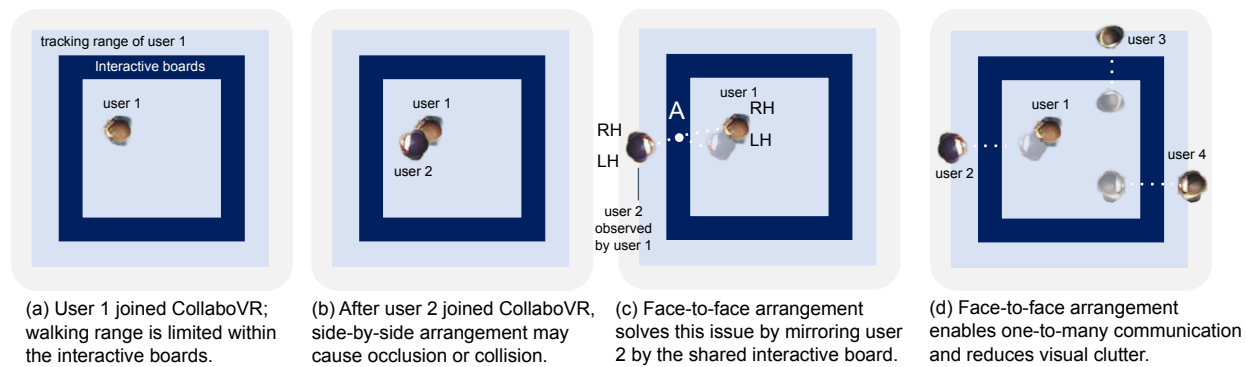 tracking range of user 1
Interactive boards
user 1
(a) User 1 joined CollaboVR;
walking range is limited within
the interactive boards.
user 1
user 2
(b) After user 2 joined CollaboVR,
side-by-side arrangement may
cause occlusion or collision.
user 1
A
RH
RH
LH
LH
user 2
observed
by user 1
(c) Face-to-face arrangement
solves this issue by mirroring user
2 by the shared interactive board.
user 3
user 1
user 2
user 4
(d) Face-to-face arrangement
enables one-to-many communication
and reduces visual clutter.